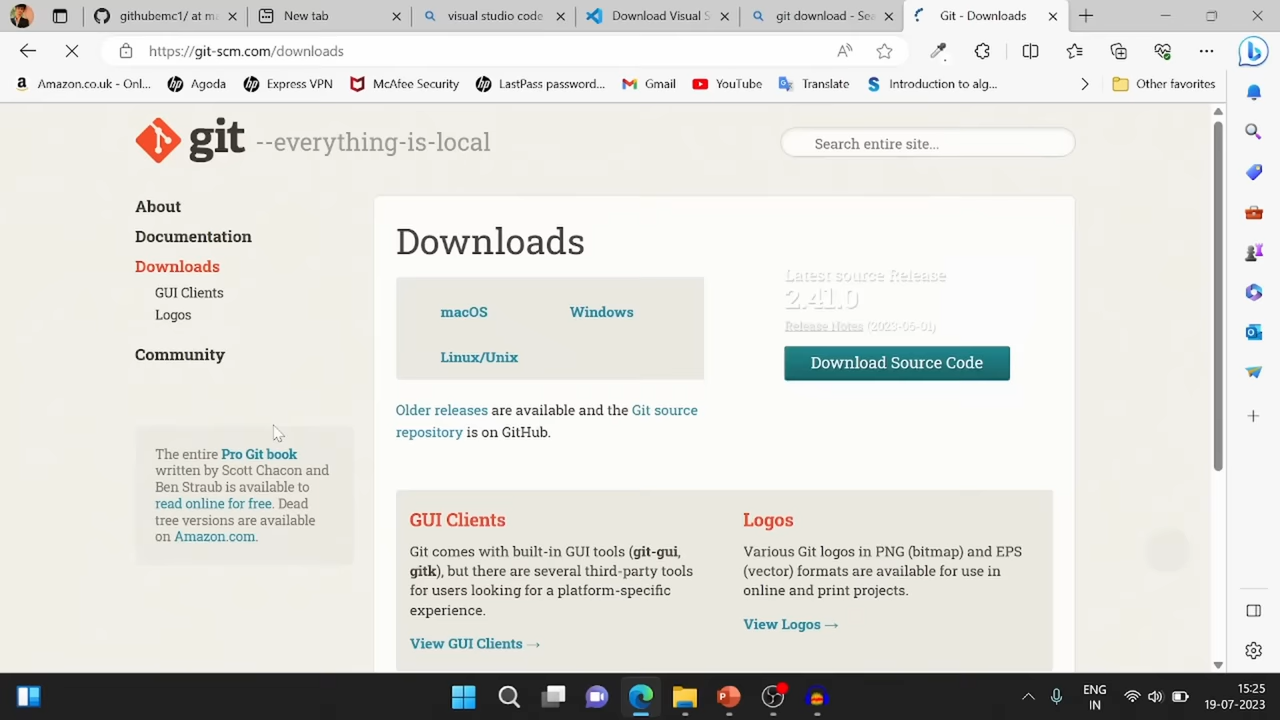 githubemc1/ at m
New tab
visual studio code
Download Visual S
git download - Sea
Git - Downloads
https://git-scm.com/downloads
Amazon.co.uk - Onl...
Agoda
Express VPN
McAfee Security
LastPass password...
Gmail
YouTube
Translate
Introduction to alg...
Other favorites
git --everything-is-local
Search entire site...
About
Documentation
Downloads
GUI Clients
Logos
Community
The entire Pro Git book
written by Scott Chacon and
Ben Straub is available to
read online for free. Dead
tree versions are available
on Amazon.com.
Downloads
macOS
Windows
Linux/Unix
Older releases are available and the Git source
repository is on GitHub.
Latest source Release
2.41.0
Release Notes (2023-06-01)
Download Source Code
GUI Clients
Git comes with built-in GUI tools (git-gui,
gitk), but there are several third-party tools
for users looking for a platform-specific
experience.
View GUI Clients →
Logos
Various Git logos in PNG (bitmap) and EPS
(vector) formats are available for use in
online and print projects.
View Logos →
ENG
IN
15:25
19-07-2023